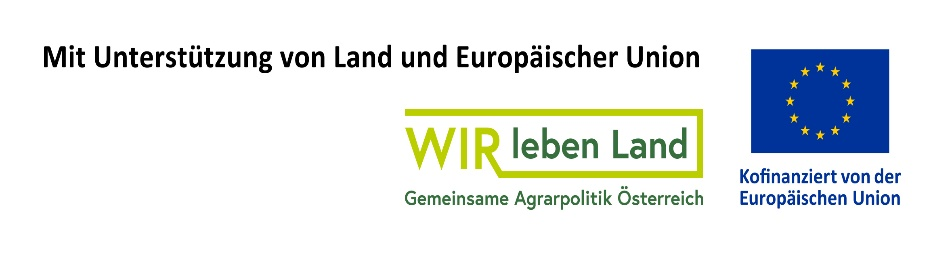 Mit Unterstützung von Land und Europäischer Union
WIR leben Land
Gemeinsame Agrarpolitik Österreich
Kofinanziert von der
Europäischen Union